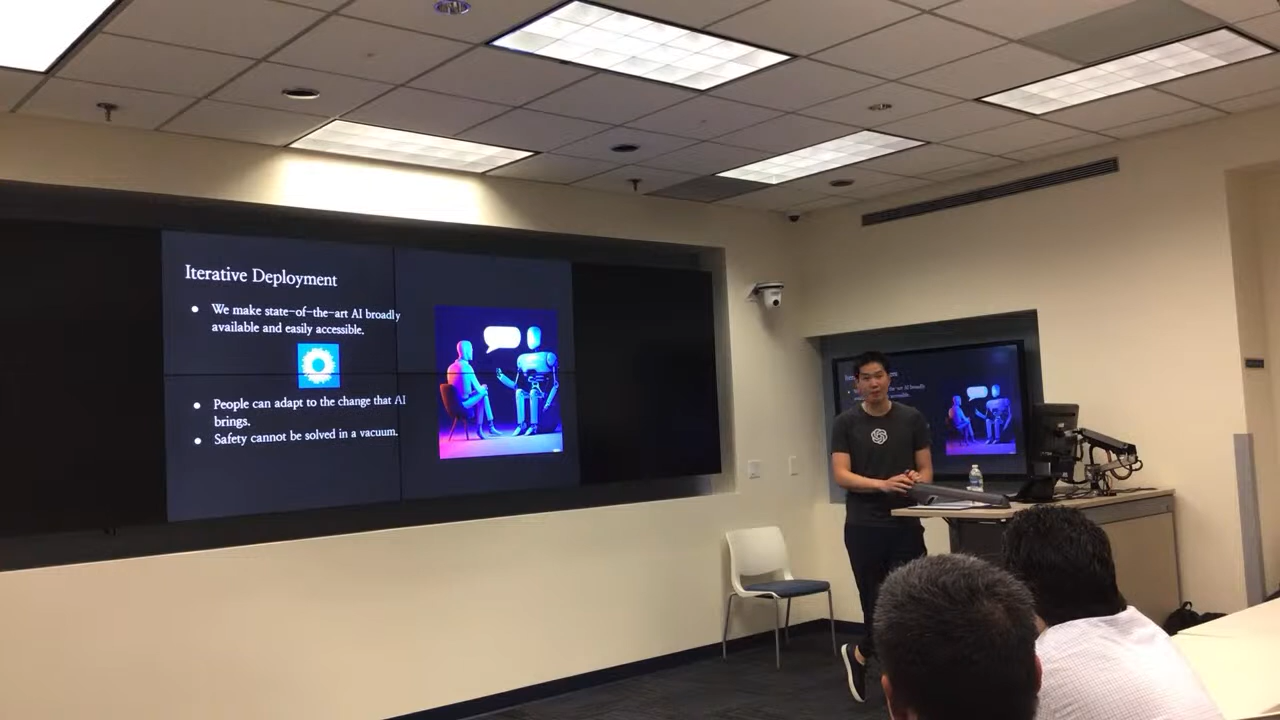 Iterative Deployment
We make state-of-the-art AI broadly
available and easily accessible.
People can adapt to the change that AI
brings.
Safety cannot be solved in a vacuum.